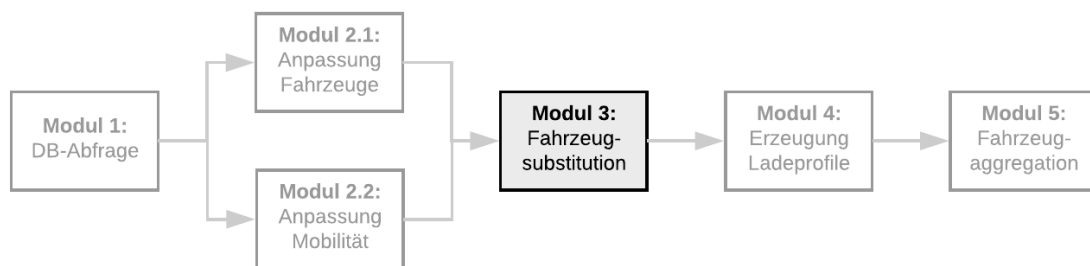 Modul 1:
DB-Abfrage
Modul 2.1:
Anpassung
Fahrzeuge
Modul 2.2:
Anpassung
Mobilität
Modul 3:
Fahrzeug-
substitution
Modul 4:
Erzeugung
Ladeprofile
Modul 5:
Fahrzeug-
aggregation